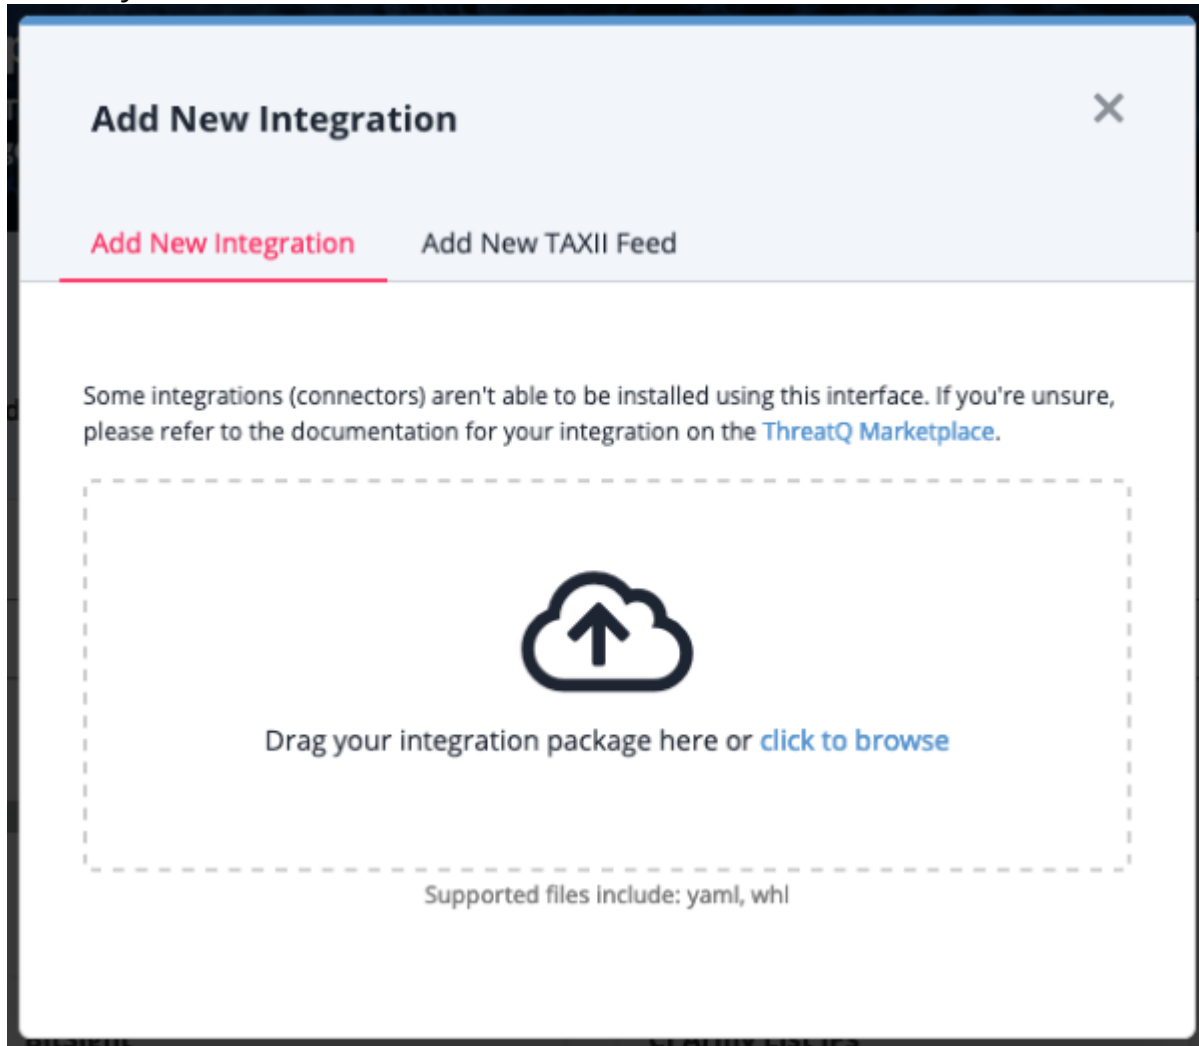 Add New Integration
Add New Integration
Add New TAXII Feed
Some integrations (connectors) aren't able to be installed using this interface. If you're unsure,
please refer to the documentation for your integration on the ThreatQ Marketplace.
Drag your integration package here or click to browse
Supported files include: yaml, whl